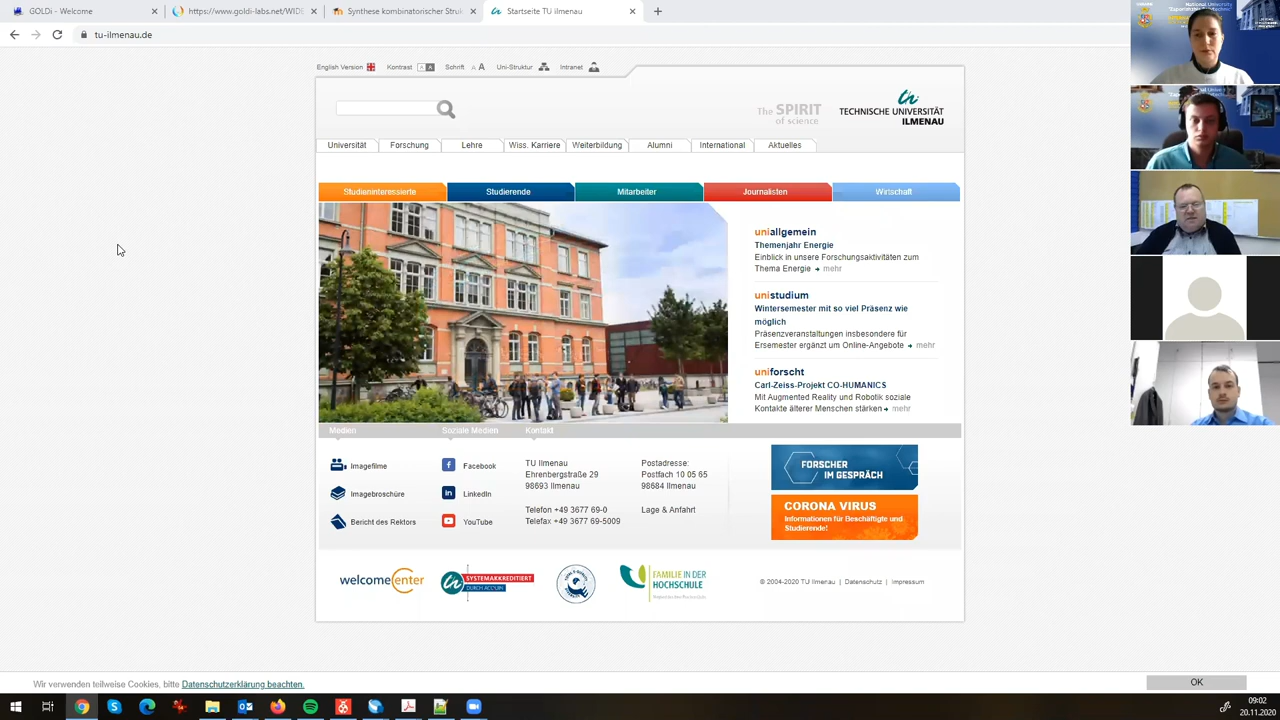 GOLDi - Welcome
https://www.goldi-labs.net/WIDE
Synthese kombinatorischer Struk
Startseite TU ilmenau
tu-ilmenau.de
English Version
Kontrast
Schrift
A A
Uni-Struktur
Intranet
The SPIRIT
of science
TECHNISCHE UNIVERSITÄT
ILMENAU
Universität
Forschung
Lehre
Wiss. Karriere
Weiterbildung
Alumni
International
Aktuelles
Studieninteressierte
Studierende
Mitarbeiter
Journalisten
Wirtschaft
uniallgemein
Themenjahr Energie
Einblick in unsere Forschungsaktivitäten zum
Thema Energie mehr
unistudium
Wintersemester mit so viel Präsenz wie
möglich
Präsenzveranstaltungen insbesondere für
Ersemester ergänzt um Online-Angebote mehr
uniforscht
Carl-Zeiss-Projekt CO-HUMANICS
Mit Augmented Reality und Robotik soziale
Kontakte älterer Menschen stärken mehr
Medien
Soziale Medien
Kontakt
Imagefilme
Imagebroschüre
Bericht des Rektors
Facebook
LinkedIn
YouTube
TU Ilmenau
Ehrenbergstraße 29
98693 Ilmenau
Telefon +49 3677 69-0
Telefax +49 3677 69-5009
Postadresse:
Postfach 10 05 65
98684 Ilmenau
Lage & Anfahrt
FORSCHER
IM GESPRÄCH
CORONA VIRUS
Informationen für Beschäftigte und
Studierende!
welcomecenter
SYSTEMAKKREDITIERT
DURCH ACQUIN
FAMILIE IN DER
HOCHSCHULE
© 2004-2020 TU Ilmenau | Datenschutz | Impressum
Wir verwenden teilweise Cookies, bitte Datenschutzerklärung beachten.
OK
09:02
20.11.2020